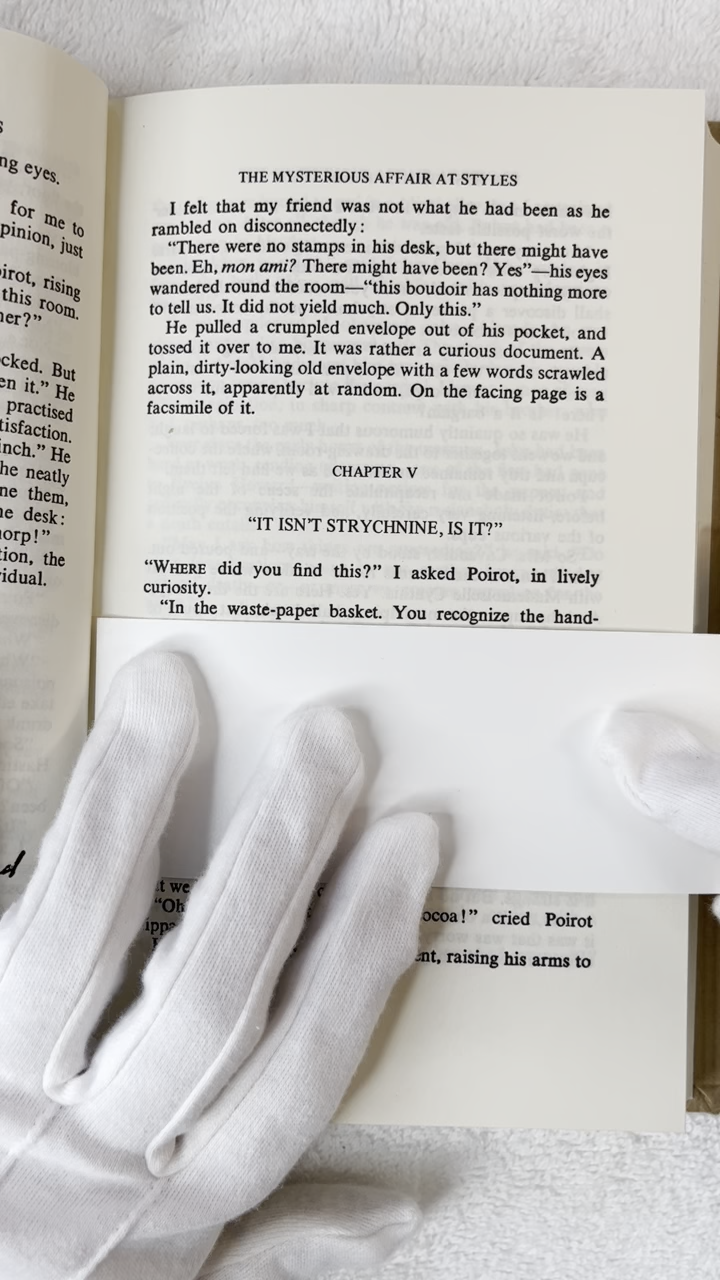 s
ng eyes.
for me to
pinion, just
irot, rising
this room.
ner?”
cked. But
en it.” He
practised
tisfaction.
inch.” He
he neatly
ne them,
ne desk:
orp!”
tion, the
vidual.
THE MYSTERIOUS AFFAIR AT STYLES
I felt that my friend was not what he had been as he
rambled on disconnectedly:
“There were no stamps in his desk, but there might have
been. Eh, mon ami? There might have been? Yes”—his eyes
wandered round the room—“this boudoir has nothing more
to tell us. It did not yield much. Only this.”
He pulled a crumpled envelope out of his pocket, and
tossed it over to me. It was rather a curious document. A
plain, dirty-looking old envelope with a few words scrawled
across it, apparently at random. On the facing page is a
facsimile of it.
CHAPTER V
“IT ISN’T STRYCHNINE, IS IT?”
“WHERE did you find this?” I asked Poirot, in lively
curiosity.
“In the waste-paper basket. You recognize the hand-
t we
“Oh ocoa!” cried Poirot
ippa
nt, raising his arms to